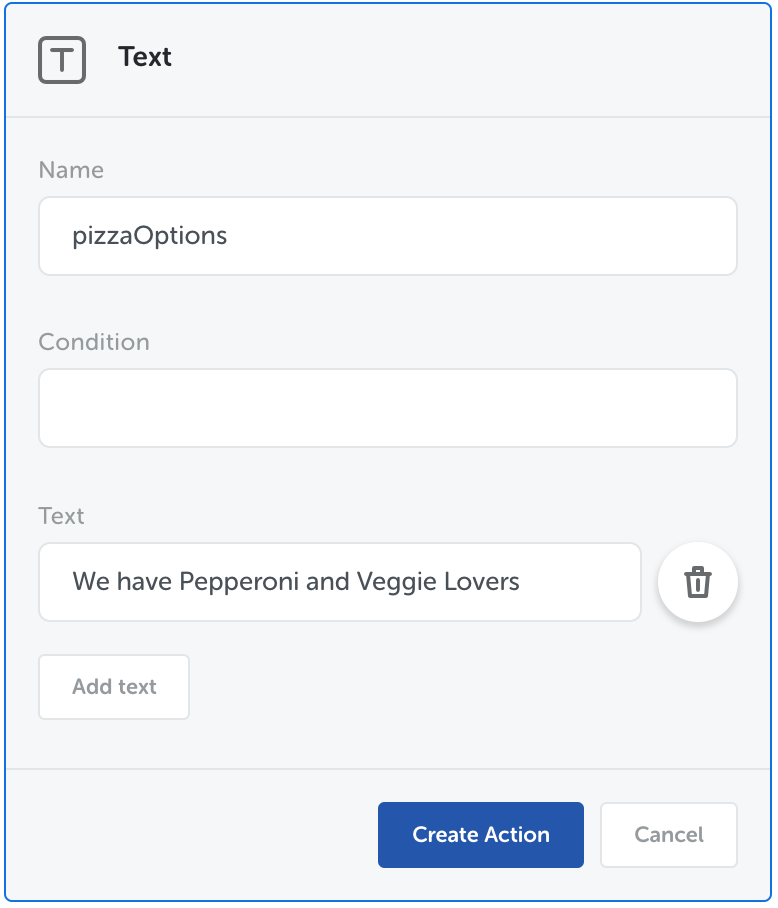 Text
Name
pizzaOptions
Condition
Text
We have Pepperoni and Veggie Lovers
Add text
Create Action
Cancel